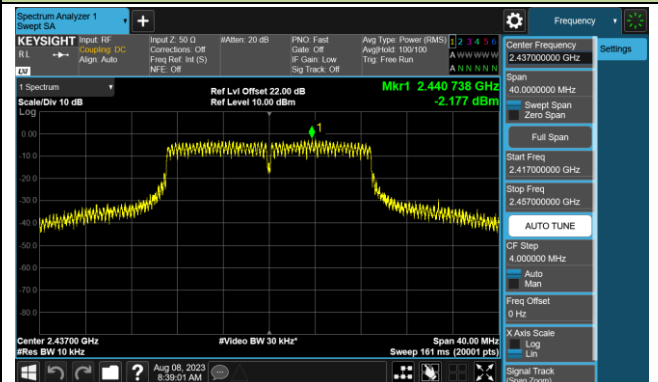 Spectrum Analyzer 1
Swept SA
Frequency
KEYSIGHT
RL
Input: RF
Coupling: DC
Align: Auto
Input Z: 50 Ω
Corrections: Off
Freq Ref: Int (S)
NFE: Off
#Atten: 20 dB
PNO: Fast
Gate: Off
IF Gain: Low
Sig Track: Off
Avg Type: Power (RMS)
Avg|Hold: 100/100
Trig: Free Run
1 2 3 4 5 6
A W W W W W
A N N N N N
LXI
1 Spectrum
Scale/Div 10 dB
Log
Ref Lvl Offset 22.00 dB
Ref Level 10.00 dBm
Mkr1 2.440 738 GHz
-2.177 dBm
1
0.00
-10.0
-20.0
-30.0
-40.0
-50.0
-60.0
-70.0
-80.0
Center 2.43700 GHz
#Res BW 10 kHz
#Video BW 30 kHz*
Span 40.00 MHz
Sweep 161 ms (20001 pts)
Aug 08, 2023
8:39:01 AM
?
Center Frequency
2.437000000 GHz
Settings
Span
40.0000000 MHz
Swept Span
Zero Span
Full Span
Start Freq
2.417000000 GHz
Stop Freq
2.457000000 GHz
AUTO TUNE
CF Step
4.000000 MHz
Auto
Man
Freq Offset
0 Hz
X Axis Scale
Log
Lin
Signal Track
(Span Zoom)